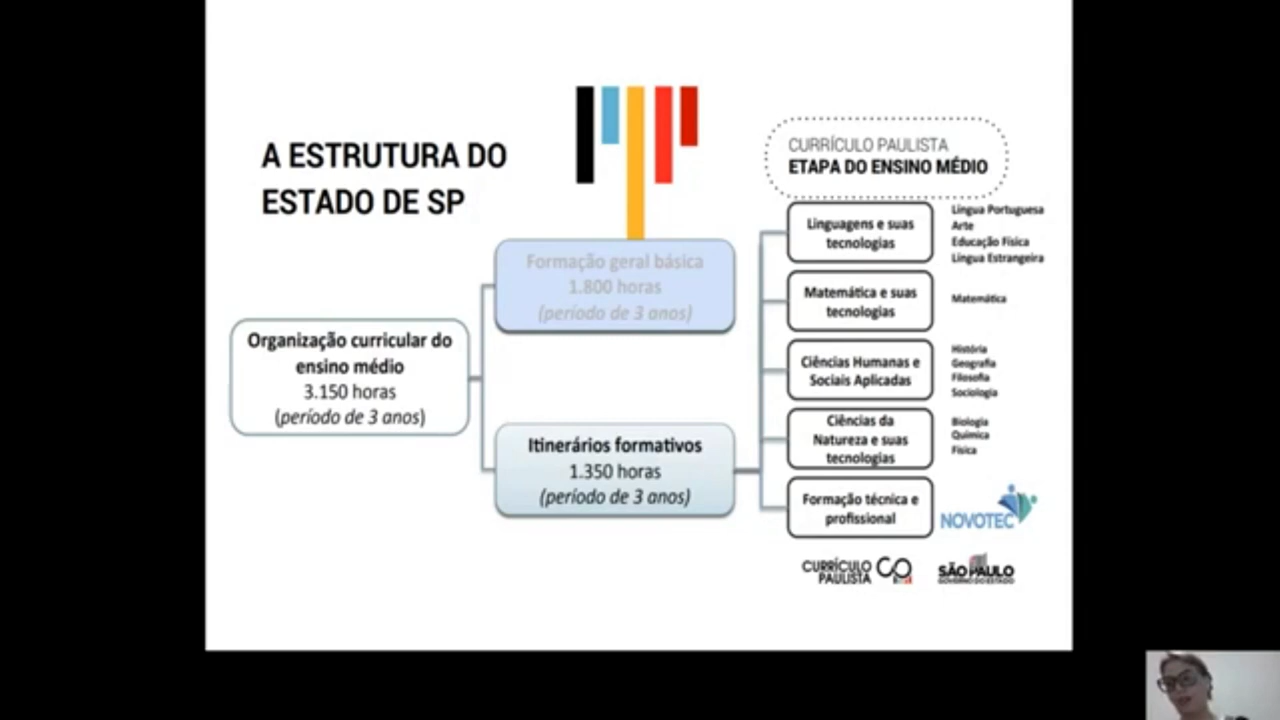 A ESTRUTURA DO
ESTADO DE SP
CURRÍCULO PAULISTA
ETAPA DO ENSINO MÉDIO
Organização curricular do
ensino médio
3.150 horas
(período de 3 anos)
Formação geral básica
1.800 horas
(período de 3 anos)
Itinerários formativos
1.350 horas
(período de 3 anos)
Linguagens e suas
tecnologias
Língua Portuguesa
Arte
Educação Física
Língua Estrangeira
Matemática e suas
tecnologias
Matemática
Ciências Humanas e
Sociais Aplicadas
História
Geografia
Filosofia
Sociologia
Ciências da
Natureza e suas
tecnologias
Biologia
Química
Física
Formação técnica e
profissional
NOVOTEC
CURRÍCULO
PAULISTA
SÃO PAULO
GOVERNO DO ESTADO